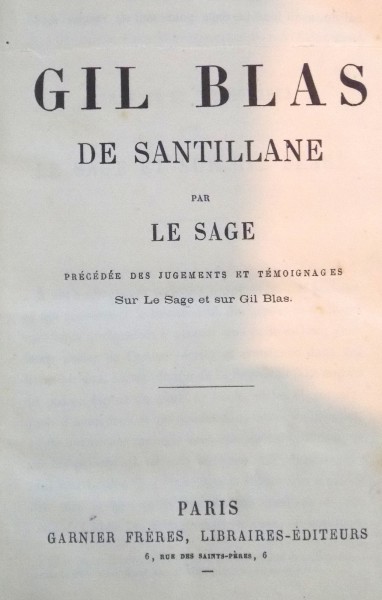 GIL BLAS
DE SANTILLANE
PAR
LE SAGE
PRÉCÉDÉE DES JUGEMENTS ET TÉMOIGNAGES
Sur Le Sage et sur Gil Blas.
PARIS
GARNIER FRÈRES, LIBRAIRES-ÉDITEURS
6, RUE DES SAINTS-PÈRES, 6